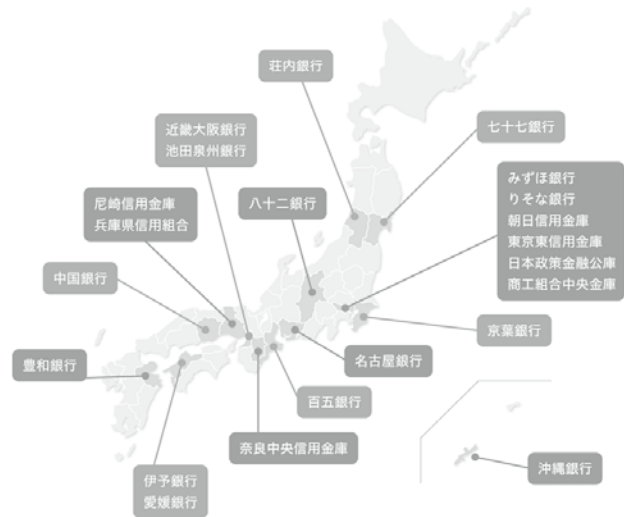 荘内銀行
近畿大阪銀行
池田泉州銀行
七十七銀行
尼崎信用金庫
兵庫県信用組合
八十二銀行
みずほ銀行
りそな銀行
朝日信用金庫
東京東信用金庫
日本政策金融公庫
商工組合中央金庫
中国銀行
京葉銀行
豊和銀行
名古屋銀行
百五銀行
奈良中央信用金庫
沖縄銀行
伊予銀行
愛媛銀行